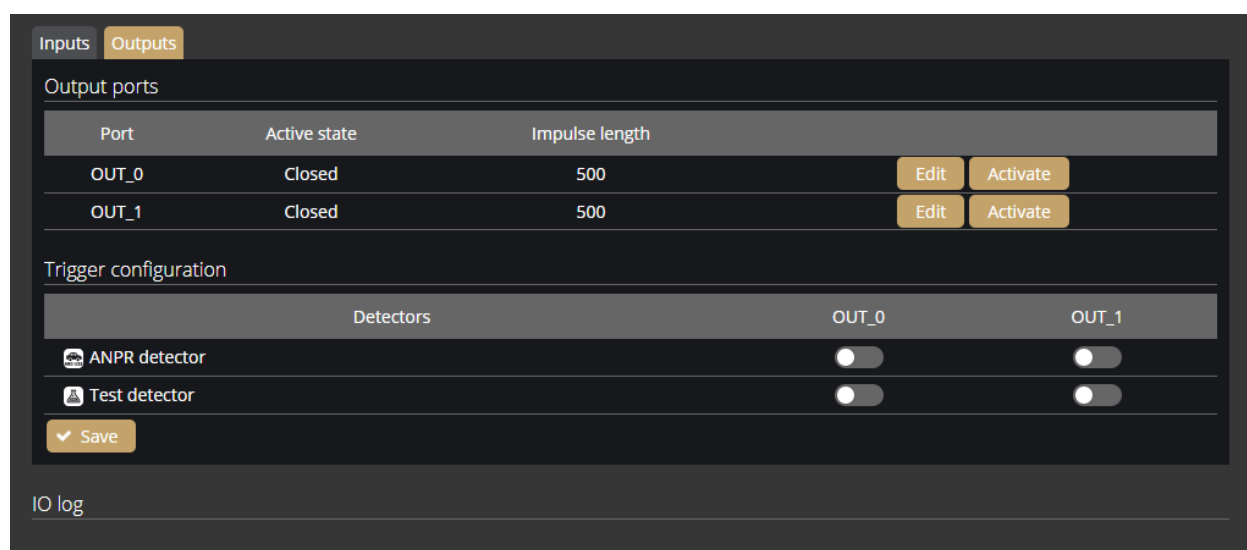 Inputs Outputs
Output ports
Port Active state Impulse length
OUT_0 Closed 500 Edit Activate
OUT_1 Closed 500 Edit Activate
Trigger configuration
Detectors OUT_0 OUT_1
ANPR detector
Test detector
Save
IO log